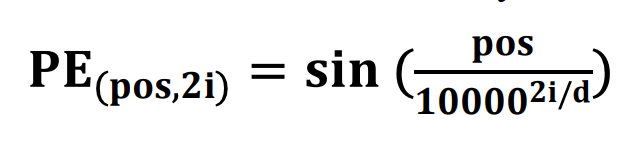 PE(pos,2i) = sin (pos/10000^2i/d)